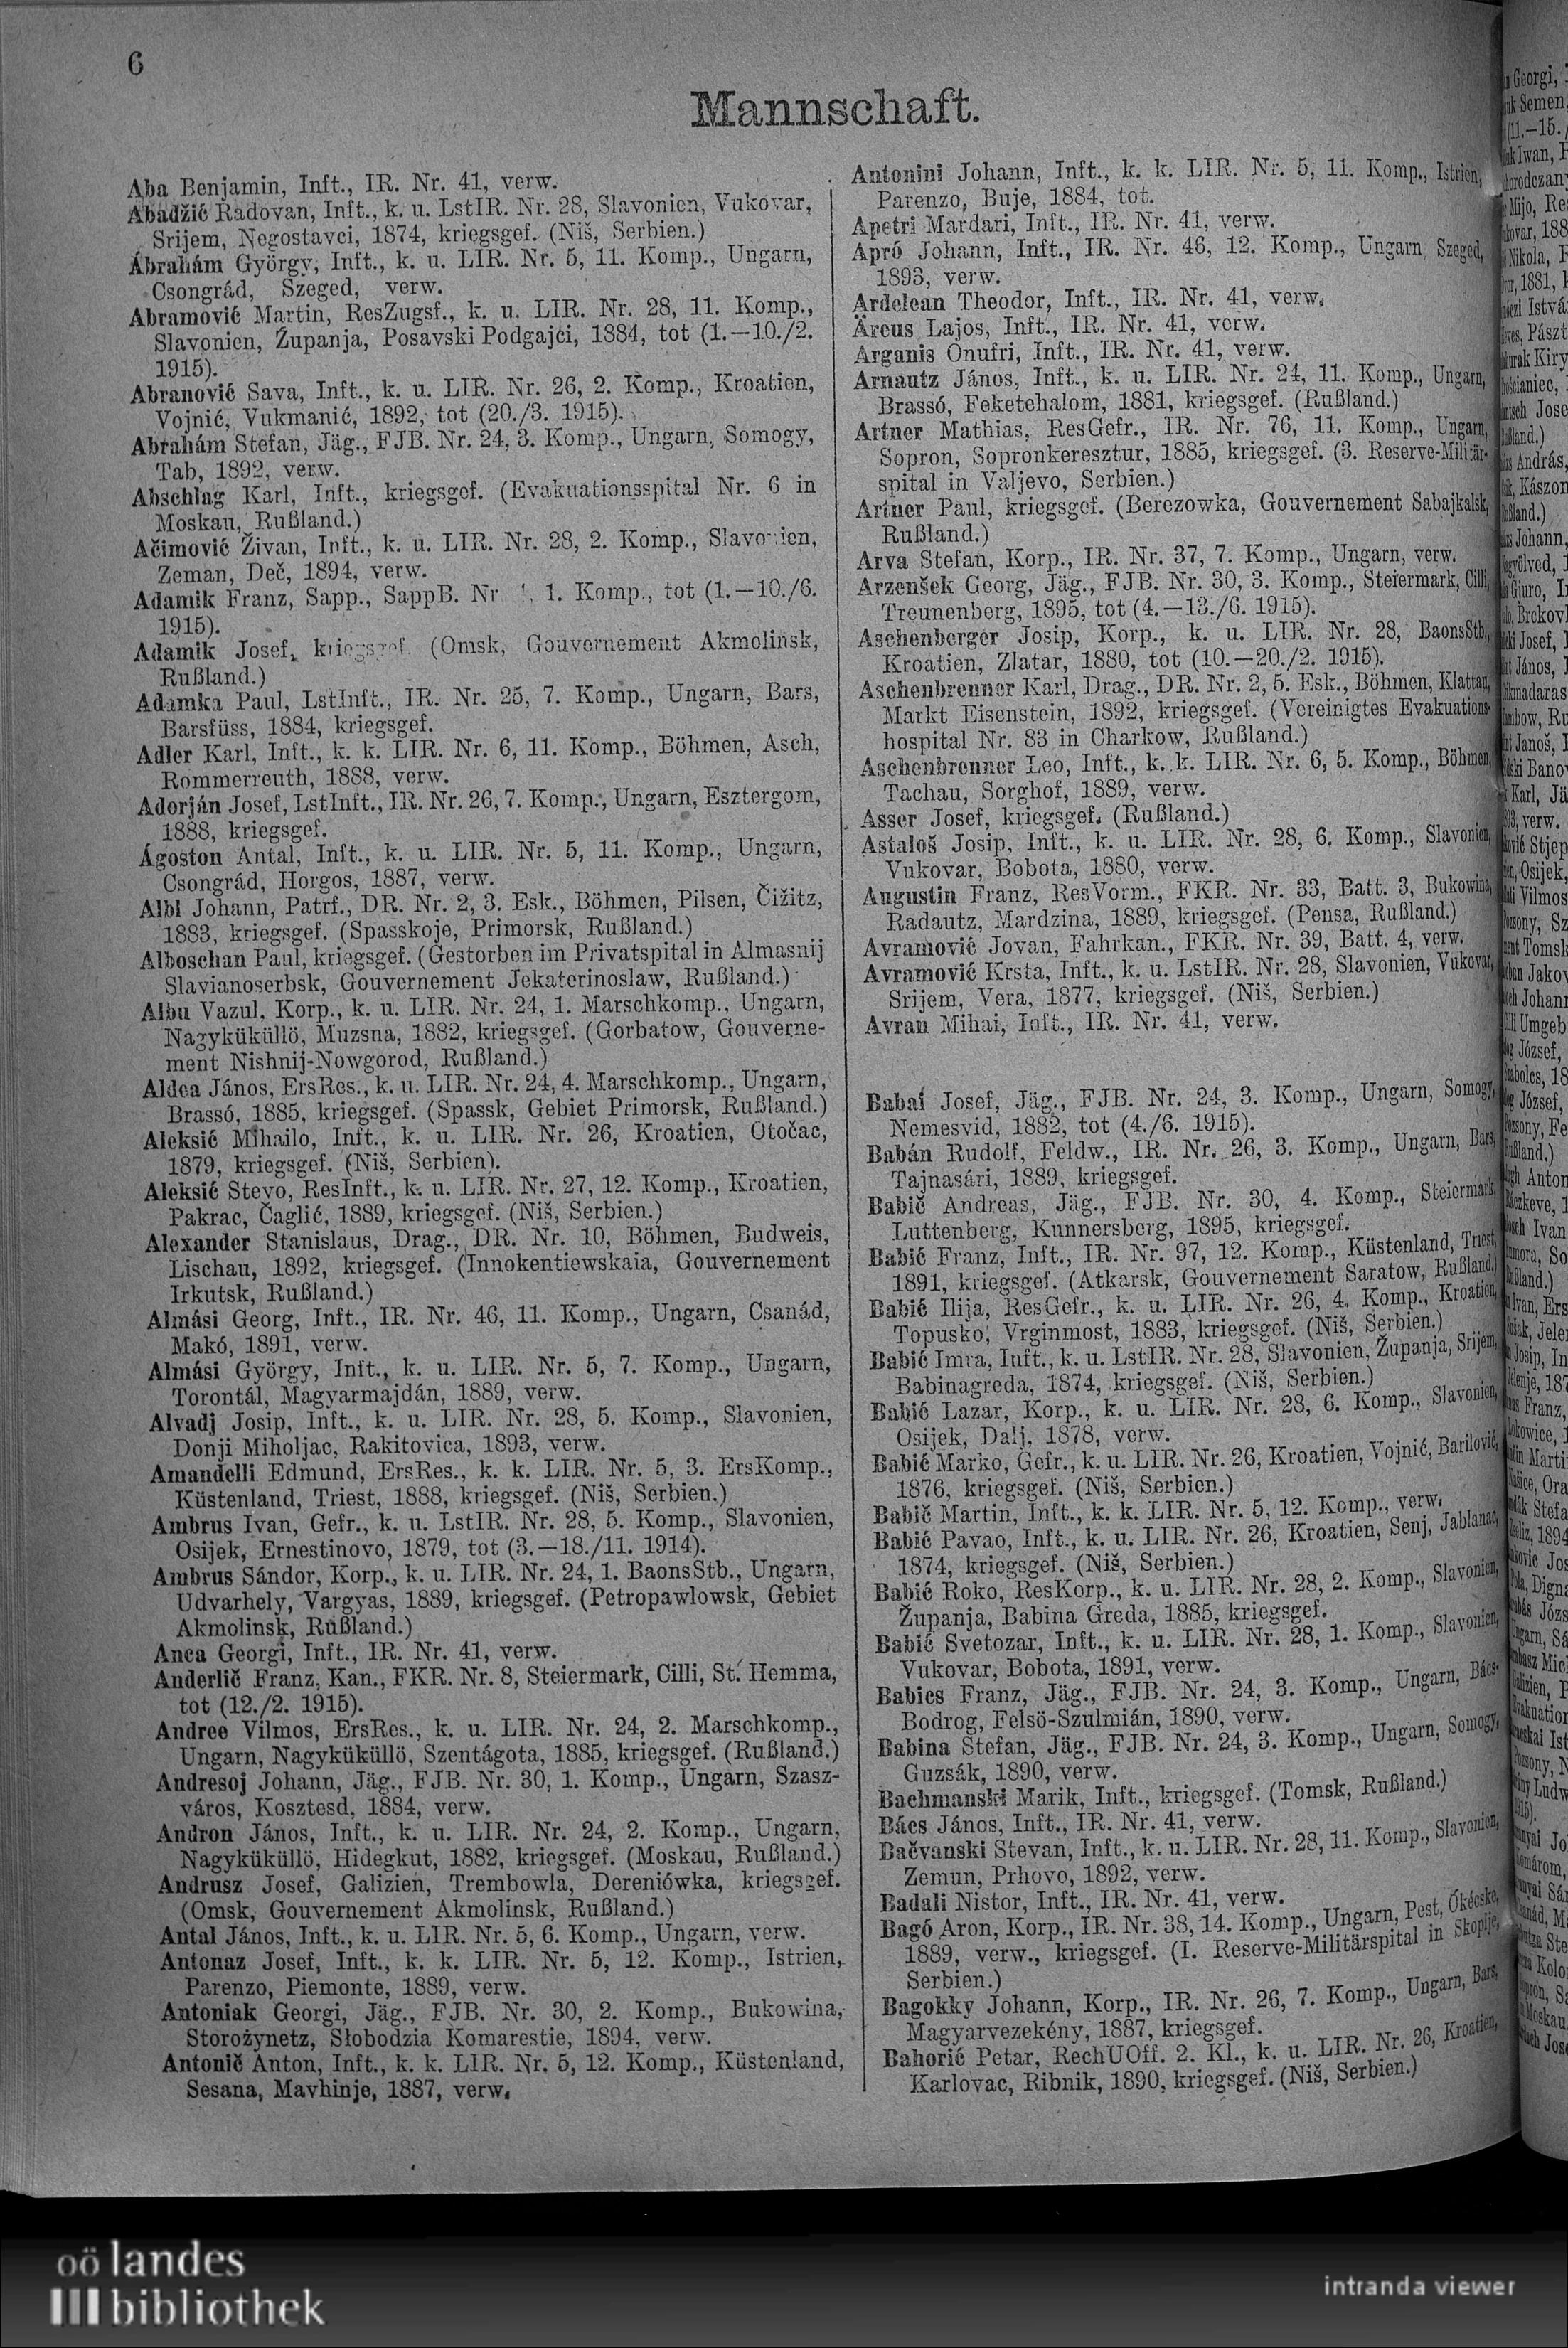 6
Mannschaft.
Aba Benjamin, Inft., IR. Nr. 41, verw.
Abadžić Radovan, Inft., k. u. LstIR. Nr. 28, Slavonien, Vukovar,
Srijem, Negostavci, 1874, kriegsgef. (Niš, Serbien.)
Ábrahám György, Inft., k. u. LIR. Nr. 5, 11. Komp., Ungarn,
Csongrád, Szeged, verw.
Abramović Martin, ResZugsf., k. u. LIR. Nr. 28, 11. Komp.,
Slavonien, Županja, Posavski Podgajći, 1884, tot (1.—10./2.
1915).
Abranović Sava, Inft., k. u. LIR. Nr. 26, 2. Komp., Kroatien,
Vojnić, Vukmanić, 1892, tot (20./3. 1915).
Abrahám Stefan, Jäg., FJB. Nr. 24, 3. Komp., Ungarn, Somogy,
Tab, 1892, verw.
Abschlag Karl, Inft., kriegsgef. (Evakuationsspital Nr. 6 in
Moskau, Rußland.)
Ačimović Živan, Inft., k. u. LIR. Nr. 28, 2. Komp., Slavonien,
Zeman, Deč, 1894, verw.
Adamik Franz, Sapp., SappB. Nr. 1. Komp., tot (1.—10./6.
1915).
Adamik Josef, kriegsgef. (Omsk, Gouvernement Akmolinsk,
Rußland.)
Adamka Paul, LstInft., IR. Nr. 25, 7. Komp., Ungarn, Bars,
Barsfüss, 1884, kriegsgef.
Adler Karl, Inft., k. k. LIR. Nr. 6, 11. Komp., Böhmen, Asch,
Rommerreuth, 1888, verw.
Adorján Josef, LstInft., IR. Nr. 26, 7. Komp., Ungarn, Esztergom,
1888, kriegsgef.
Ágoston Antal, Inft., k. u. LIR. Nr. 5, 11. Komp., Ungarn,
Csongrád, Horgos, 1887, verw.
Albl Johann, Patrf., DR. Nr. 2, 3. Esk., Böhmen, Pilsen, Čižitz,
1883, kriegsgef. (Spasskoje, Primorsk, Rußland.)
Alboschan Paul, kriegsgef. (Gestorben im Privatspital in Almasnij
Slavianoserbsk, Gouvernement Jekaterinoslaw, Rußland.)
Albu Vazul, Korp., k. u. LIR. Nr. 24, 1. Marschkomp., Ungarn,
Nagyküküllö, Muzsna, 1882, kriegsgef. (Gorbatow, Gouverne-
ment Nishnij-Nowgorod, Rußland.)
Aldea János, ErsRes., k. u. LIR. Nr. 24, 4. Marschkomp., Ungarn,
Brassó, 1885, kriegsgef. (Spassk, Gebiet Primorsk, Rußland.)
Aleksić Mihailo, Inft., k. u. LIR. Nr. 26, Kroatien, Otočac,
1879, kriegsgef. (Niš, Serbien).
Aleksić Stevo, ResInft., k. u. LIR. Nr. 27, 12. Komp., Kroatien,
Pakrac, Čaglić, 1889, kriegsgef. (Niš, Serbien.)
Alexander Stanislaus, Drag., DR. Nr. 10, Böhmen, Budweis,
Lischau, 1892, kriegsgef. (Innokentiewskaia, Gouvernement
Irkutsk, Rußland.)
Almási Georg, Inft., IR. Nr. 46, 11. Komp., Ungarn, Csanád,
Makó, 1891, verw.
Almási György, Inft., k. u. LIR. Nr. 5, 7. Komp., Ungarn,
Torontál, Magyarmajdán, 1889, verw.
Alvadj Josip, Inft., k. u. LIR. Nr. 28, 5. Komp., Slavonien,
Donji Miholjac, Rakitovica, 1893, verw.
Amandelli Edmund, ErsRes., k. k. LIR. Nr. 5, 3. ErsKomp.,
Küstenland, Triest, 1888, kriegsgef. (Niš, Serbien.)
Ambrus Ivan, Gefr., k. u. LstIR. Nr. 28, 5. Komp., Slavonien,
Osijek, Ernestinovo, 1879, tot (3.—18./11. 1914).
Ambrus Sándor, Korp., k. u. LIR. Nr. 24, 1. BaonsStb., Ungarn,
Udvarhely, Vargyas, 1889, kriegsgef. (Petropawlowsk, Gebiet
Akmolinsk, Rußland.)
Anca Georgi, Inft., IR. Nr. 41, verw.
Anderlič Franz, Kan., FKR. Nr. 8, Steiermark, Cilli, St. Hemma,
tot (12./2. 1915).
Andree Vilmos, ErsRes., k. u. LIR. Nr. 24, 2. Marschkomp.,
Ungarn, Nagyküküllö, Szentágota, 1885, kriegsgef. (Rußland.)
Andresoj Johann, Jäg., FJB. Nr. 30, 1. Komp., Ungarn, Szasz-
város, Kosztesd, 1884, verw.
Andron János, Inft., k. u. LIR. Nr. 24, 2. Komp., Ungarn,
Nagyküküllö, Hidegkut, 1882, kriegsgef. (Moskau, Rußland.)
Andrusz Josef, Galizien, Trembowla, Dereniówka, kriegsgef.
(Omsk, Gouvernement Akmolinsk, Rußland.)
Antal János, Inft., k. u. LIR. Nr. 5, 6. Komp., Ungarn, verw.
Antonaz Josef, Inft., k. k. LIR. Nr. 5, 12. Komp., Istrien,
Parenzo, Piemonte, 1889, verw.
Antoniak Georgi, Jäg., FJB. Nr. 30, 2. Komp., Bukowina,
Storożynetz, Słobodzia Komarestie, 1894, verw.
Antonič Anton, Inft., k. k. LIR. Nr. 5, 12. Komp., Küstenland,
Sesana, Mavhinje, 1887, verw.
Antonini Johann, Inft., k. k. LIR. Nr. 5, 11. Komp., Istrien,
Parenzo, Buje, 1884, tot.
Apetri Mardari, Inft., IR. Nr. 41, verw.
Apró Johann, Inft., IR. Nr. 46, 12. Komp., Ungarn, Szeged,
1893, verw.
Ardelean Theodor, Inft., IR. Nr. 41, verw.
Äreus Lajos, Inft., IR. Nr. 41, verw.
Arganis Onufri, Inft., IR. Nr. 41, verw.
Arnautz János, Inft., k. u. LIR. Nr. 24, 11. Komp., Ungarn,
Brassó, Feketehalom, 1881, kriegsgef. (Rußland.)
Artner Mathias, ResGefr., IR. Nr. 76, 11. Komp., Ungarn,
Sopron, Sopronkeresztur, 1885, kriegsgef. (3. Reserve-Militär-
spital in Valjevo, Serbien.)
Artner Paul, kriegsgef. (Berezowka, Gouvernement Sabajkalsk,
Rußland.)
Arva Stefan, Korp., IR. Nr. 37, 7. Komp., Ungarn, verw.
Arzenšek Georg, Jäg., FJB. Nr. 30, 3. Komp., Steiermark, Cilli,
Treunenberg, 1895, tot (4.—13./6. 1915).
Aschenberger Josip, Korp., k. u. LIR. Nr. 28, BaonsStb.,
Kroatien, Zlatar, 1880, tot (10.—20./2. 1915).
Aschenbrenner Karl, Drag., DR. Nr. 2, 5. Esk., Böhmen, Klattau,
Markt Eisenstein, 1892, kriegsgef. (Vereinigtes Evakuations-
hospital Nr. 83 in Charkow, Rußland.)
Aschenbrenner Leo, Inft., k. k. LIR. Nr. 6, 5. Komp., Böhmen,
Tachau, Sorghof, 1889, verw.
Asser Josef, kriegsgef. (Rußland.)
Astaloš Josip, Inft., k. u. LIR. Nr. 28, 6. Komp., Slavonien,
Vukovar, Bobota, 1880, verw.
Augustin Franz, ResVorm., FKR. Nr. 33, Batt. 3, Bukowina,
Radautz, Mardzina, 1889, kriegsgef. (Pensa, Rußland.)
Avramović Jovan, Fahrkan., FKR. Nr. 39, Batt. 4, verw.
Avramović Krsta, Inft., k. u. LstIR. Nr. 28, Slavonien, Vukovar,
Srijem, Vera, 1877, kriegsgef. (Niš, Serbien.)
Avran Mihai, Inft., IR. Nr. 41, verw.
Babai Josef, Jäg., FJB. Nr. 24, 3. Komp., Ungarn, Somogy,
Nemesvid, 1882, tot (4./6. 1915).
Babán Rudolf, Feldw., IR. Nr. 26, 3. Komp., Ungarn, Bars,
Tajnasári, 1889, kriegsgef.
Babič Andreas, Jäg., FJB. Nr. 30, 4. Komp., Steiermark,
Luttenberg, Kunnersberg, 1895, kriegsgef.
Babić Franz, Inft., IR. Nr. 97, 12. Komp., Küstenland, Triest,
1891, kriegsgef. (Atkarsk, Gouvernement Saratow, Rußland.)
Babić Ilija, ResGefr., k. u. LIR. Nr. 26, 4. Komp., Kroatien,
Topusko, Vrginmost, 1883, kriegsgef. (Niš, Serbien.)
Babić Imra, Inft., k. u. LstIR. Nr. 28, Slavonien, Županja, Srijem,
Babinagreda, 1874, kriegsgef. (Niš, Serbien.)
Babić Lazar, Korp., k. u. LIR. Nr. 28, 6. Komp., Slavonien,
Osijek, Dalj, 1878, verw.
Babić Marko, Gefr., k. u. LIR. Nr. 26, Kroatien, Vojnić, Barilović,
1876, kriegsgef. (Niš, Serbien.)
Babič Martin, Inft., k. k. LIR. Nr. 5, 12. Komp., verw.
Babić Pavao, Inft., k. u. LIR. Nr. 26, Kroatien, Senj, Jablanac,
1874, kriegsgef. (Niš, Serbien.)
Babić Roko, ResKorp., k. u. LIR. Nr. 28, 2. Komp., Slavonien,
Županja, Babina Greda, 1885, kriegsgef.
Babić Svetozar, Inft., k. u. LIR. Nr. 28, 1. Komp., Slavonien,
Vukovar, Bobota, 1891, verw.
Babics Franz, Jäg., FJB. Nr. 24, 3. Komp., Ungarn, Bács-
Bodrog, Felsö-Szulmián, 1890, verw.
Babina Stefan, Jäg., FJB. Nr. 24, 3. Komp., Ungarn, Somogy,
Guzsák, 1890, verw.
Bachmanski Marik, Inft., kriegsgef. (Tomsk, Rußland.)
Bács János, Inft., IR. Nr. 41, verw.
Bačvanski Stevan, Inft., k. u. LIR. Nr. 28, 11. Komp., Slavonien,
Zemun, Prhovo, 1892, verw.
Badali Nistor, Inft., IR. Nr. 41, verw.
Bagó Aron, Korp., IR. Nr. 38, 14. Komp., Ungarn, Pest, Ókécske,
1889, verw., kriegsgef. (I. Reserve-Militärspital in Skoplje,
Serbien.)
Bagokky Johann, Korp., IR. Nr. 26, 7. Komp., Ungarn, Bars,
Magyarvezekény, 1887, kriegsgef.
Bahorić Petar, RechUOff. 2. Kl., k. u. LIR. Nr. 26, Kroatien,
Karlovac, Ribnik, 1890, kriegsgef. (Niš, Serbien.)
oö landes
bibliothek
intranda viewer